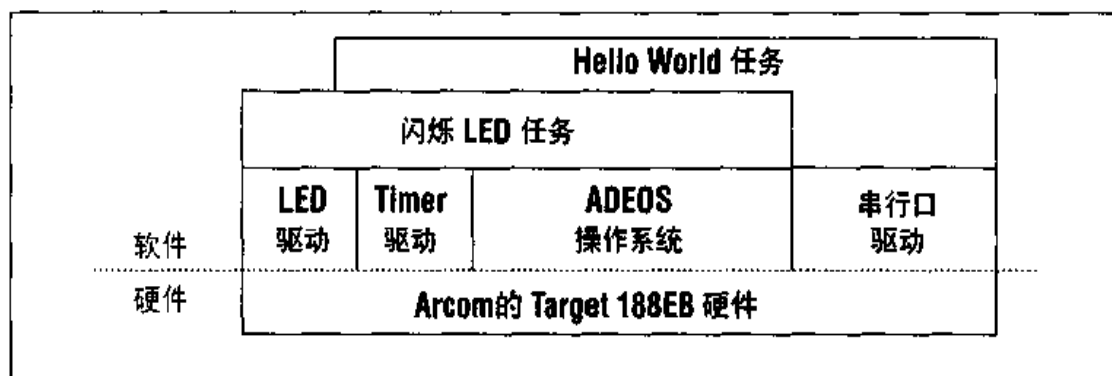 Hello World 任务
闪烁 LED 任务
LED
驱动
Timer
驱动
ADEOS
操作系统
串行口
驱动
软件
硬件
Arcom的 Target 188EB 硬件